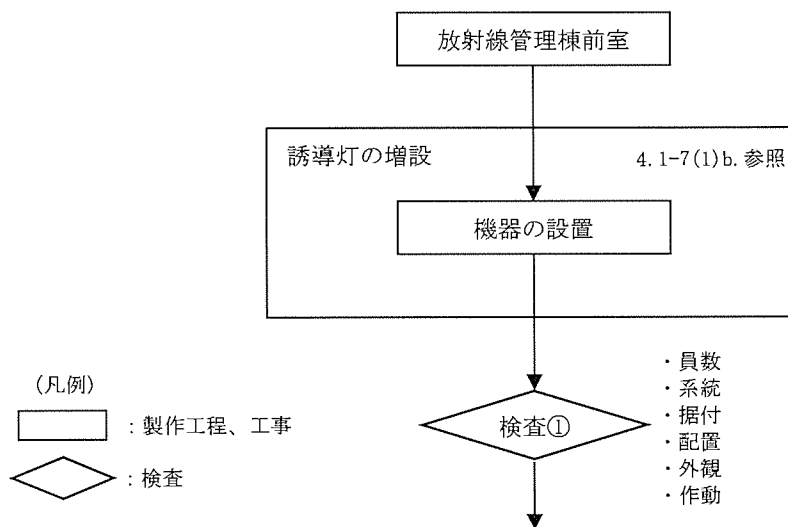 放射線管理棟前室
誘導灯の増設
4.1-7(1)b.参照
機器の設置
検査①
・員数
・系統
・据付
・配置
・外観
・作動
(凡例)
：製作工程、工事
：検査